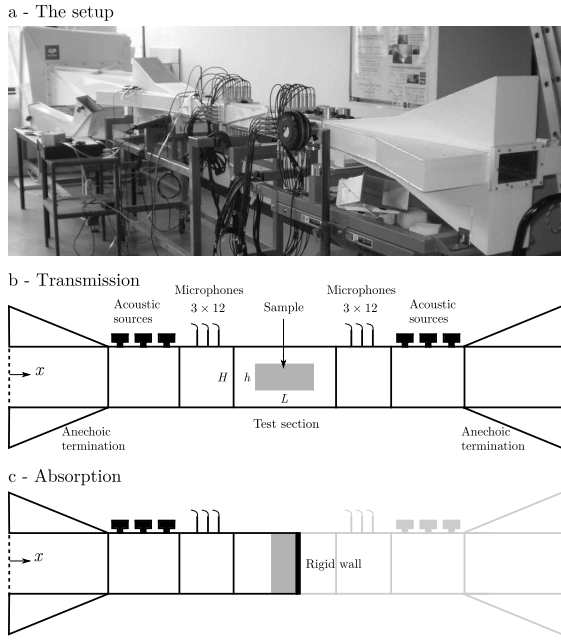 a - The setup
b - Transmission
Microphones
Microphones
Acoustic
sources
3 × 12
Sample
3 × 12
Acoustic
sources
x
H
h
L
Test section
Anechoic
termination
Anechoic
termination
c - Absorption
x
Rigid wall